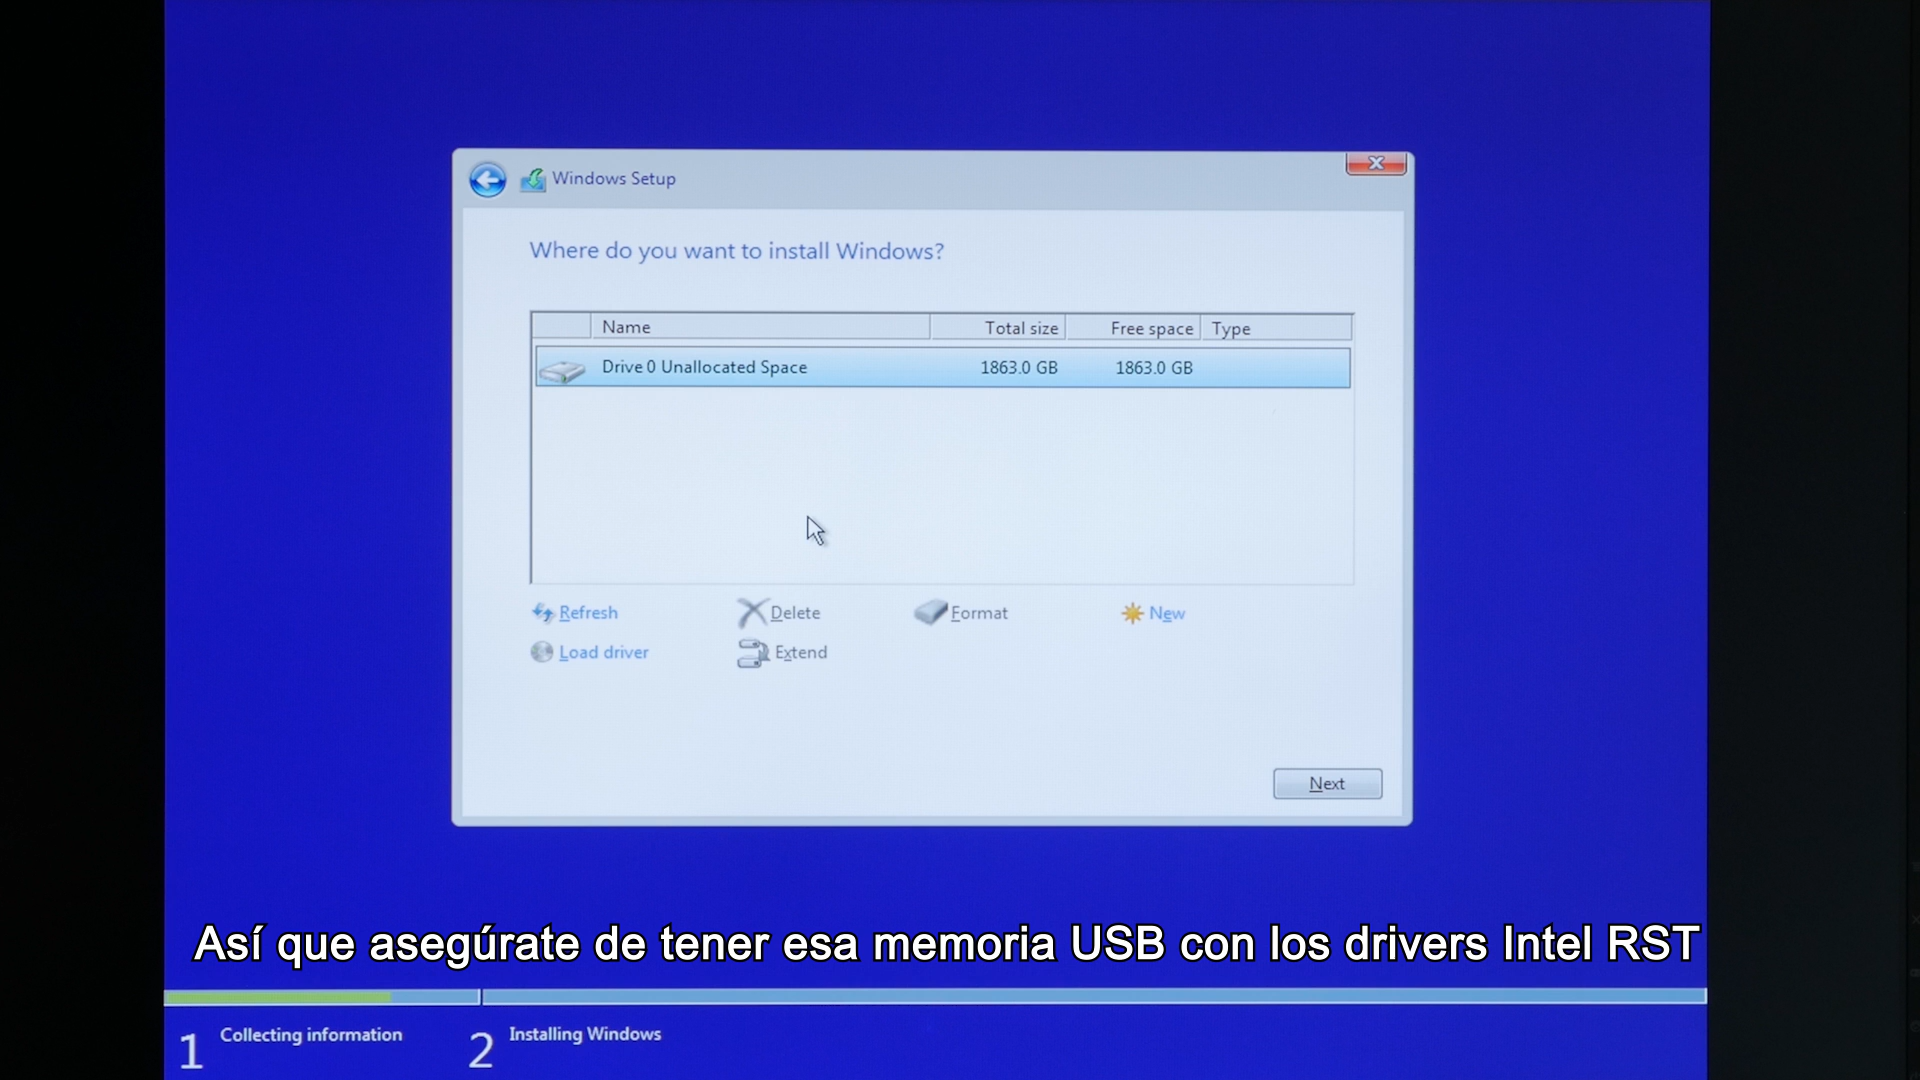 Windows Setup
Where do you want to install Windows?
Name Total size Free space Type
Drive 0 Unallocated Space 1863.0 GB 1863.0 GB
Refresh Delete Format New
Load driver Extend
Next
Así que asegúrate de tener esa memoria USB con los drivers Intel RST
1 Collecting information 2 Installing Windows